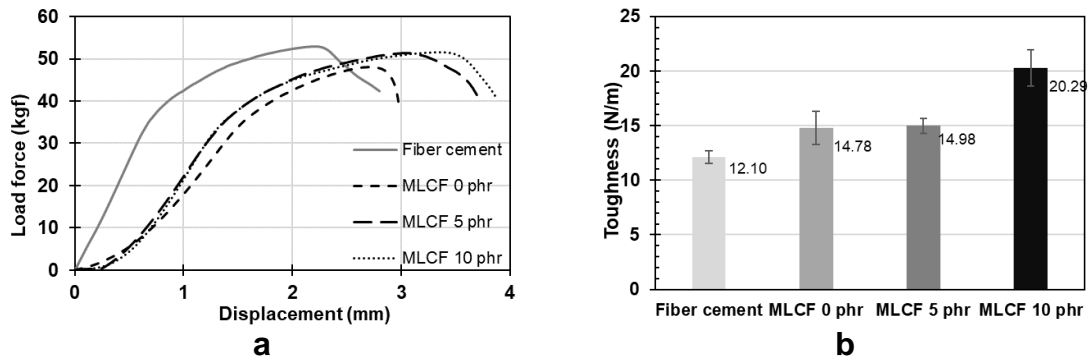 60
50
40
30
20
10
0
Load force (kgf)
Fiber cement
MLCF 0 phr
MLCF 5 phr
MLCF 10 phr
0 1 2 3 4
Displacement (mm)
a
25
20
15
10
5
0
Toughness (N/m)
12.10
14.78
14.98
20.29
Fiber cement MLCF 0 phr MLCF 5 phr MLCF 10 phr
b